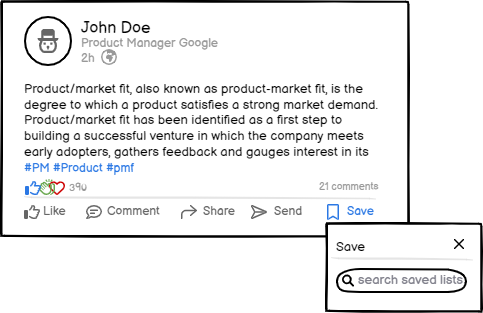 John Doe
Product Manager Google
2h
Product/market fit, also known as product-market fit, is the
degree to which a product satisfies a strong market demand.
Product/market fit has been identified as a first step to
building a successful venture in which the company meets
early adopters, gathers feedback and gauges interest in its
#PM #Product #pmf
390
21 comments
Like Comment Share Send Save
Save
search saved lists